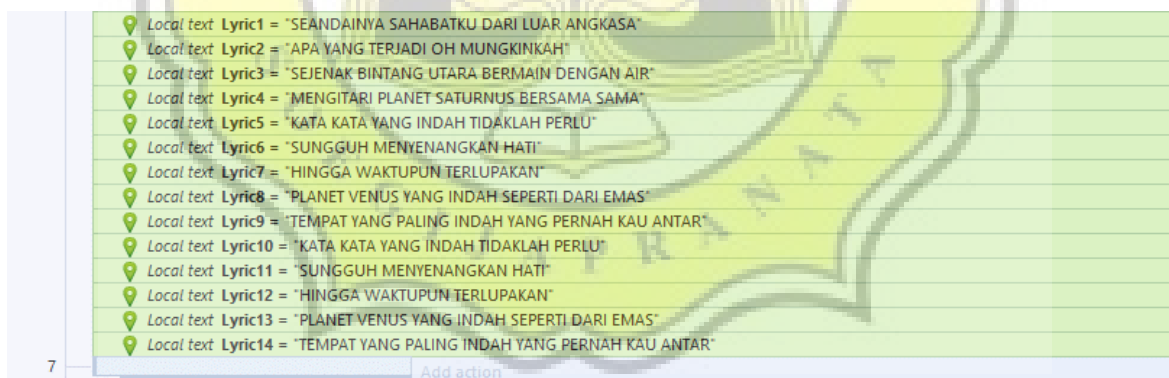 Local text Lyric1 = "SEANDAINYA SAHABATKU DARI LUAR ANGKASA"
Local text Lyric2 = "APA YANG TERJADI OH MUNGKINKAH"
Local text Lyric3 = "SEJENAK BINTANG UTARA BERMAIN DENGAN AIR"
Local text Lyric4 = "MENGITARI PLANET SATURNUS BERSAMA SAMA"
Local text Lyric5 = "KATA KATA YANG INDAH TIDAKLAH PERLU"
Local text Lyric6 = "SUNGGUH MENYENANGKAN HATI"
Local text Lyric7 = "HINGGA WAKTUPUN TERLUPAKAN"
Local text Lyric8 = "PLANET VENUS YANG INDAH SEPERTI DARI EMAS"
Local text Lyric9 = "TEMPAT YANG PALING INDAH YANG PERNAH KAU ANTAR"
Local text Lyric10 = "KATA KATA YANG INDAH TIDAKLAH PERLU"
Local text Lyric11 = "SUNGGUH MENYENANGKAN HATI"
Local text Lyric12 = "HINGGA WAKTUPUN TERLUPAKAN"
Local text Lyric13 = "PLANET VENUS YANG INDAH SEPERTI DARI EMAS"
Local text Lyric14 = "TEMPAT YANG PALING INDAH YANG PERNAH KAU ANTAR"
7 Add action